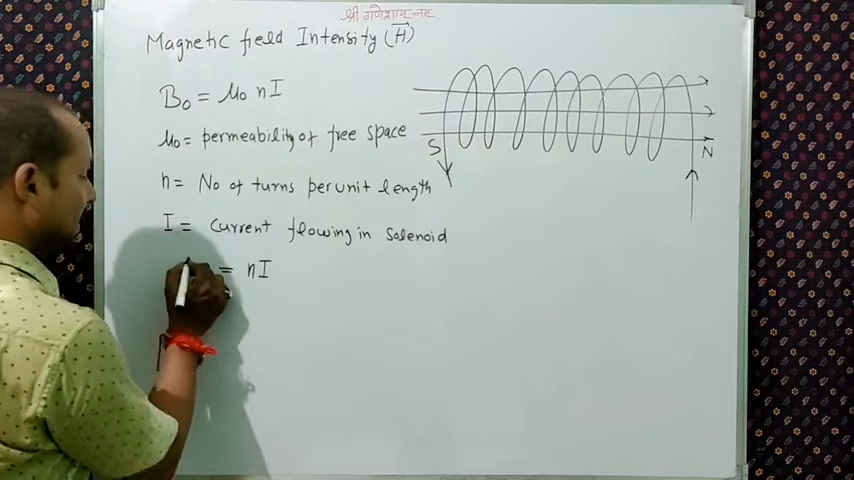 श्री गणेशाय नमः
Magnetic field Intensity (H⃗)
B₀ = μ₀ nI
μ₀ = permeability of free space
n = No of turns per unit length
I = Current flowing in Solenoid
= nI
S
N